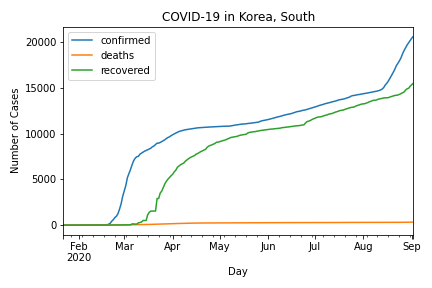 COVID-19 in Korea, South
confirmed
deaths
recovered
Number of Cases
20000
15000
10000
5000
0
Feb Mar Apr May Jun Jul Aug Sep
2020
Day